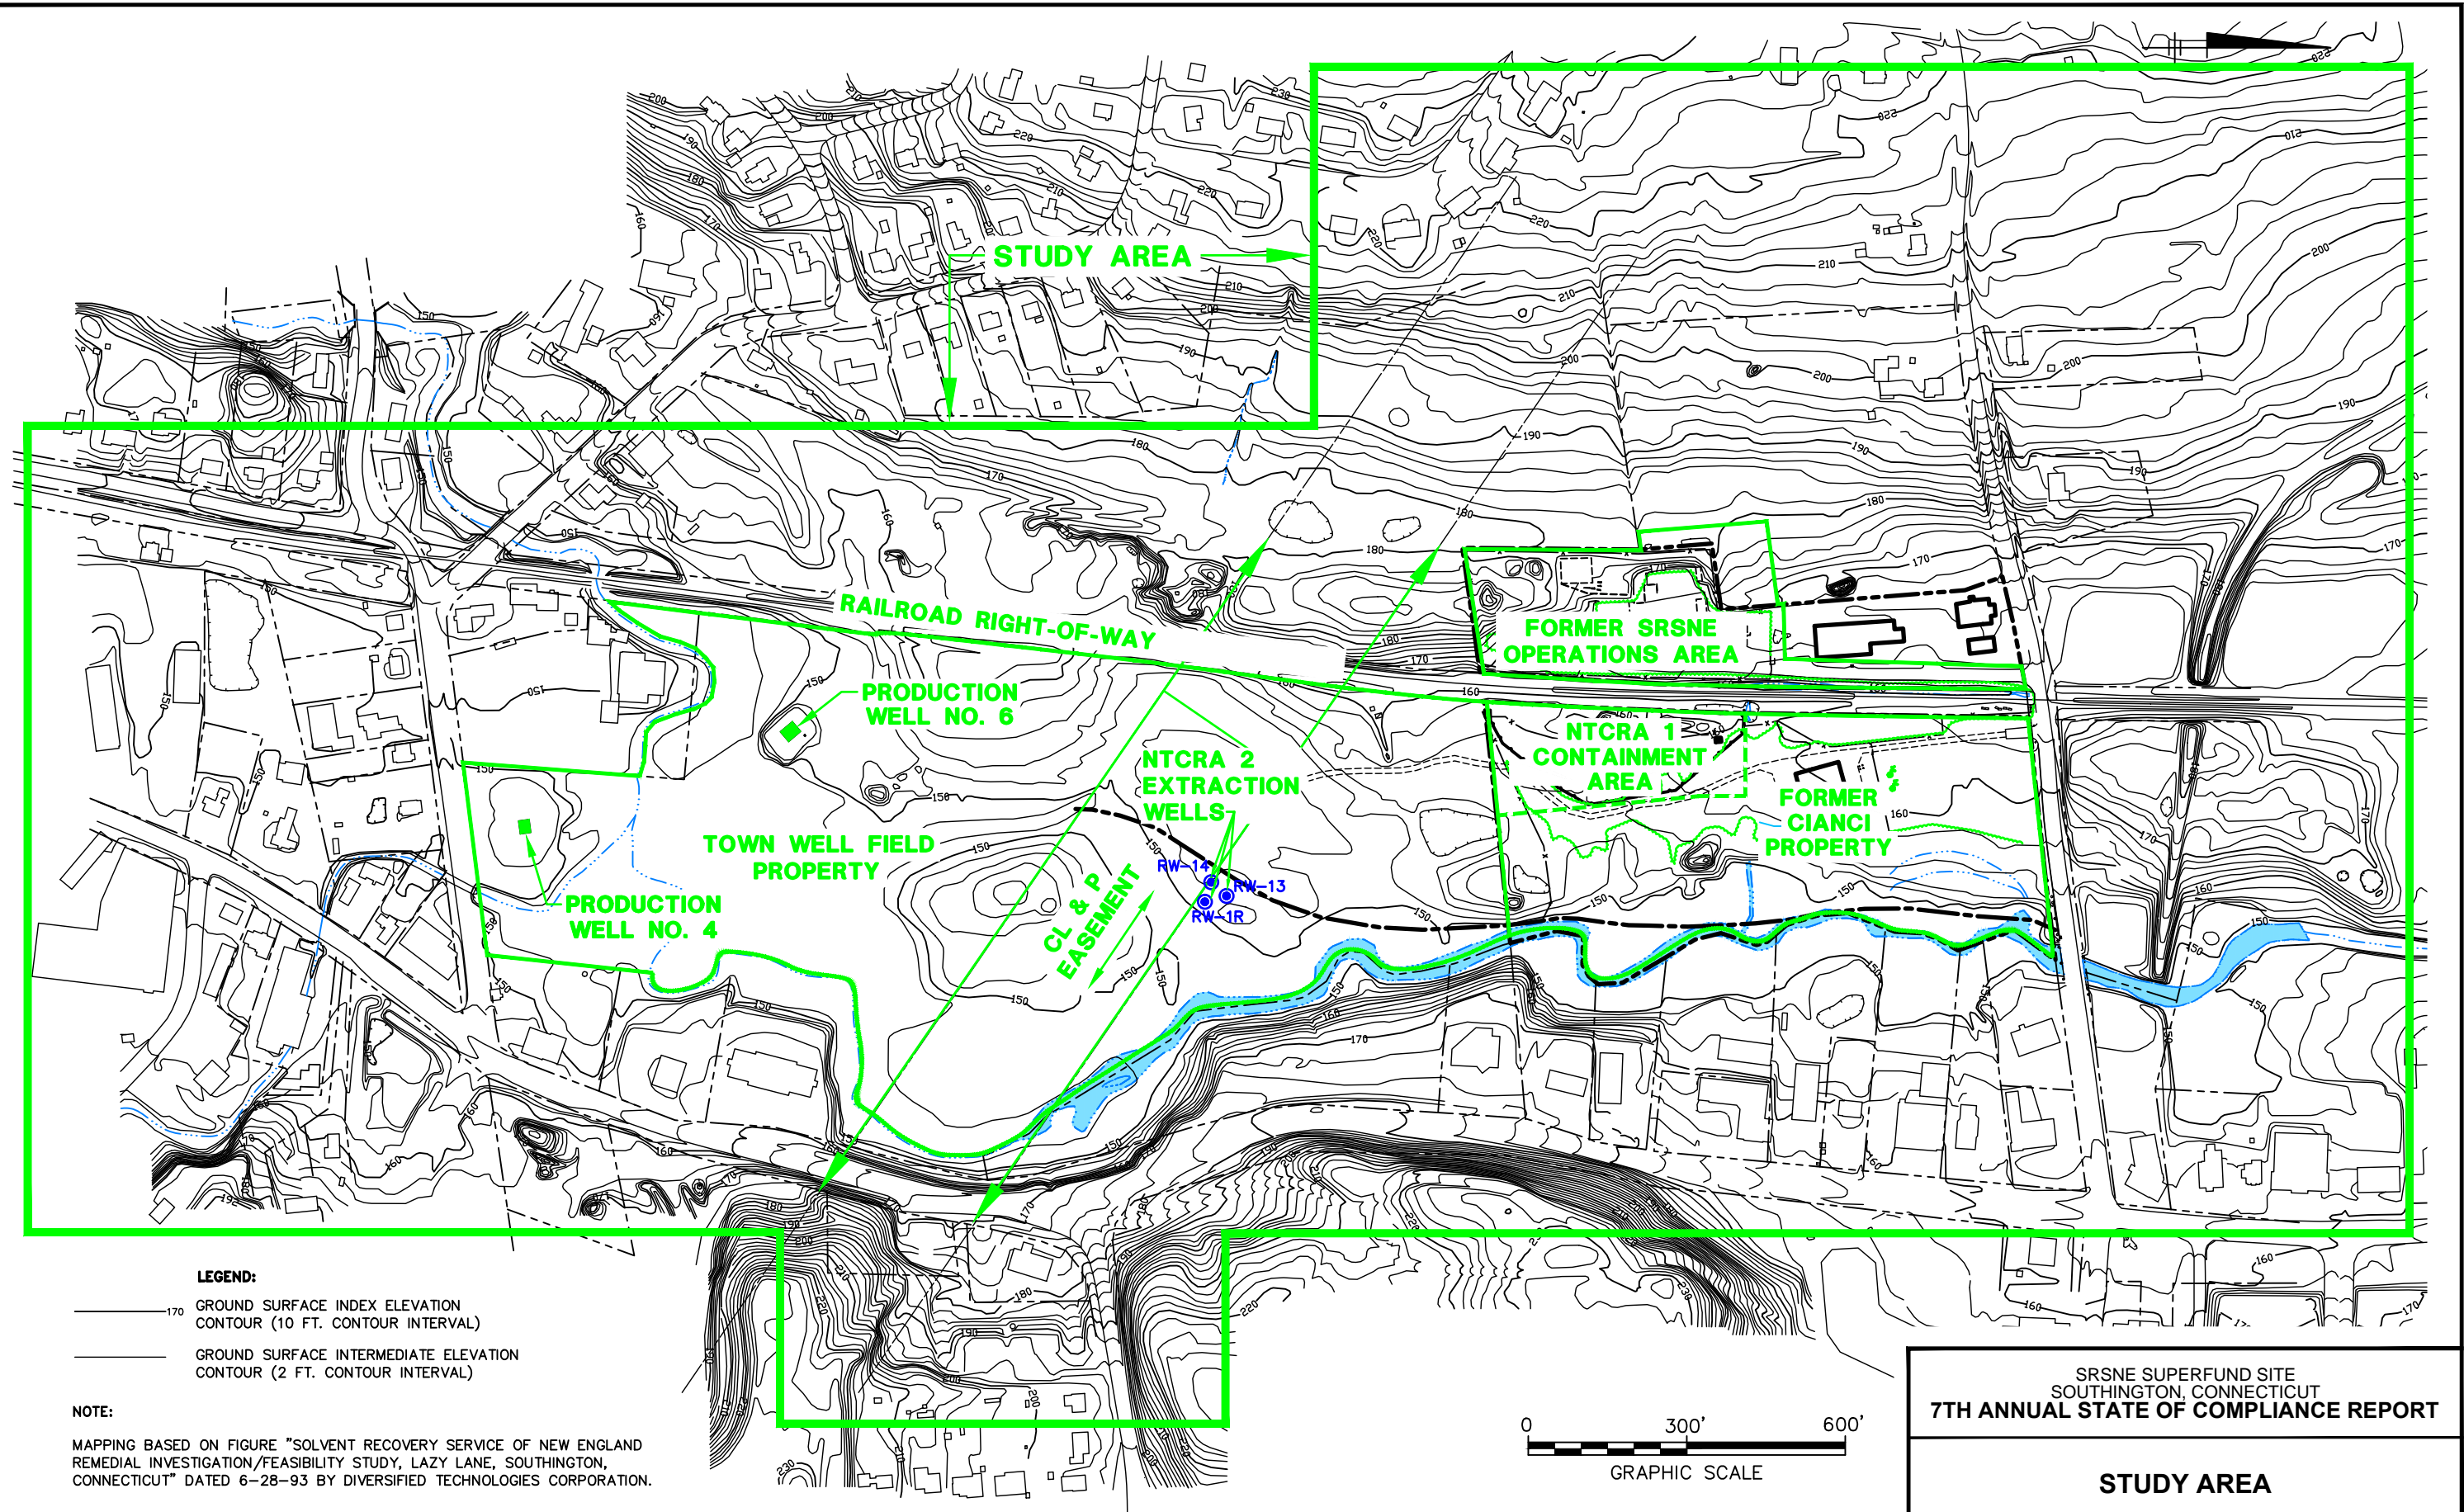 STUDY AREA
RAILROAD RIGHT-OF-WAY
FORMER SRSNE
OPERATIONS AREA
PRODUCTION
WELL NO. 6
NTCRA 1
CONTAINMENT
AREA
NTCRA 2
EXTRACTION
WELLS
FORMER
CIANCI
PROPERTY
TOWN WELL FIELD
PROPERTY
RW-14
RW-13
RW-1R
CL & P
EASEMENT
PRODUCTION
WELL NO. 4
LEGEND:
170 GROUND SURFACE INDEX ELEVATION
CONTOUR (10 FT. CONTOUR INTERVAL)
GROUND SURFACE INTERMEDIATE ELEVATION
CONTOUR (2 FT. CONTOUR INTERVAL)
NOTE:
MAPPING BASED ON FIGURE "SOLVENT RECOVERY SERVICE OF NEW ENGLAND
REMEDIAL INVESTIGATION/FEASIBILITY STUDY, LAZY LANE, SOUTHINGTON,
CONNECTICUT" DATED 6-28-93 BY DIVERSIFIED TECHNOLOGIES CORPORATION.
0 300' 600'
GRAPHIC SCALE
SRSNE SUPERFUND SITE
SOUTHINGTON, CONNECTICUT
7TH ANNUAL STATE OF COMPLIANCE REPORT
STUDY AREA